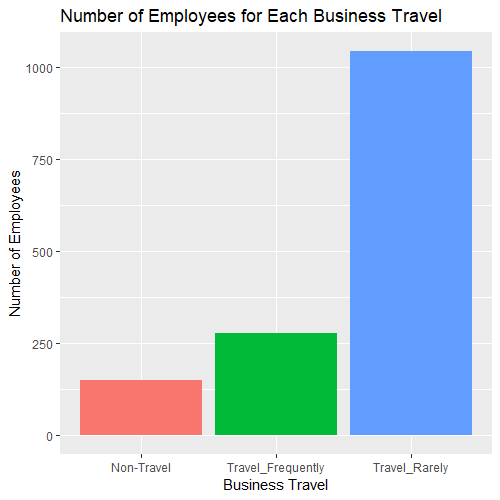 Number of Employees for Each Business Travel
Number of Employees
1000
750
500
250
0
Non-Travel
Travel_Frequently
Travel_Rarely
Business Travel